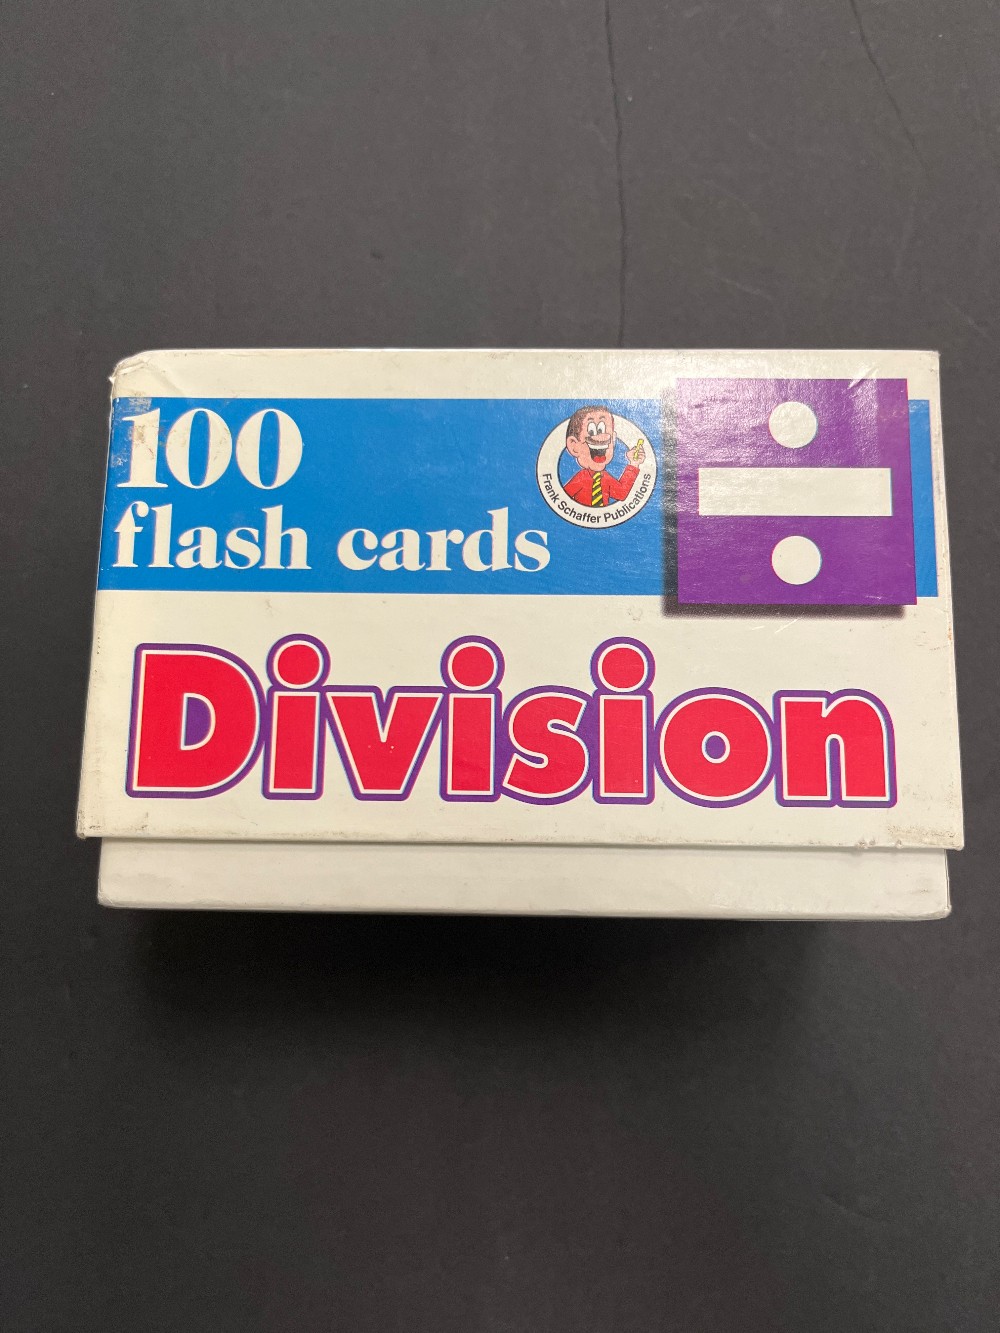 100
flash cards
Frank Schaffer Publications
÷
Division